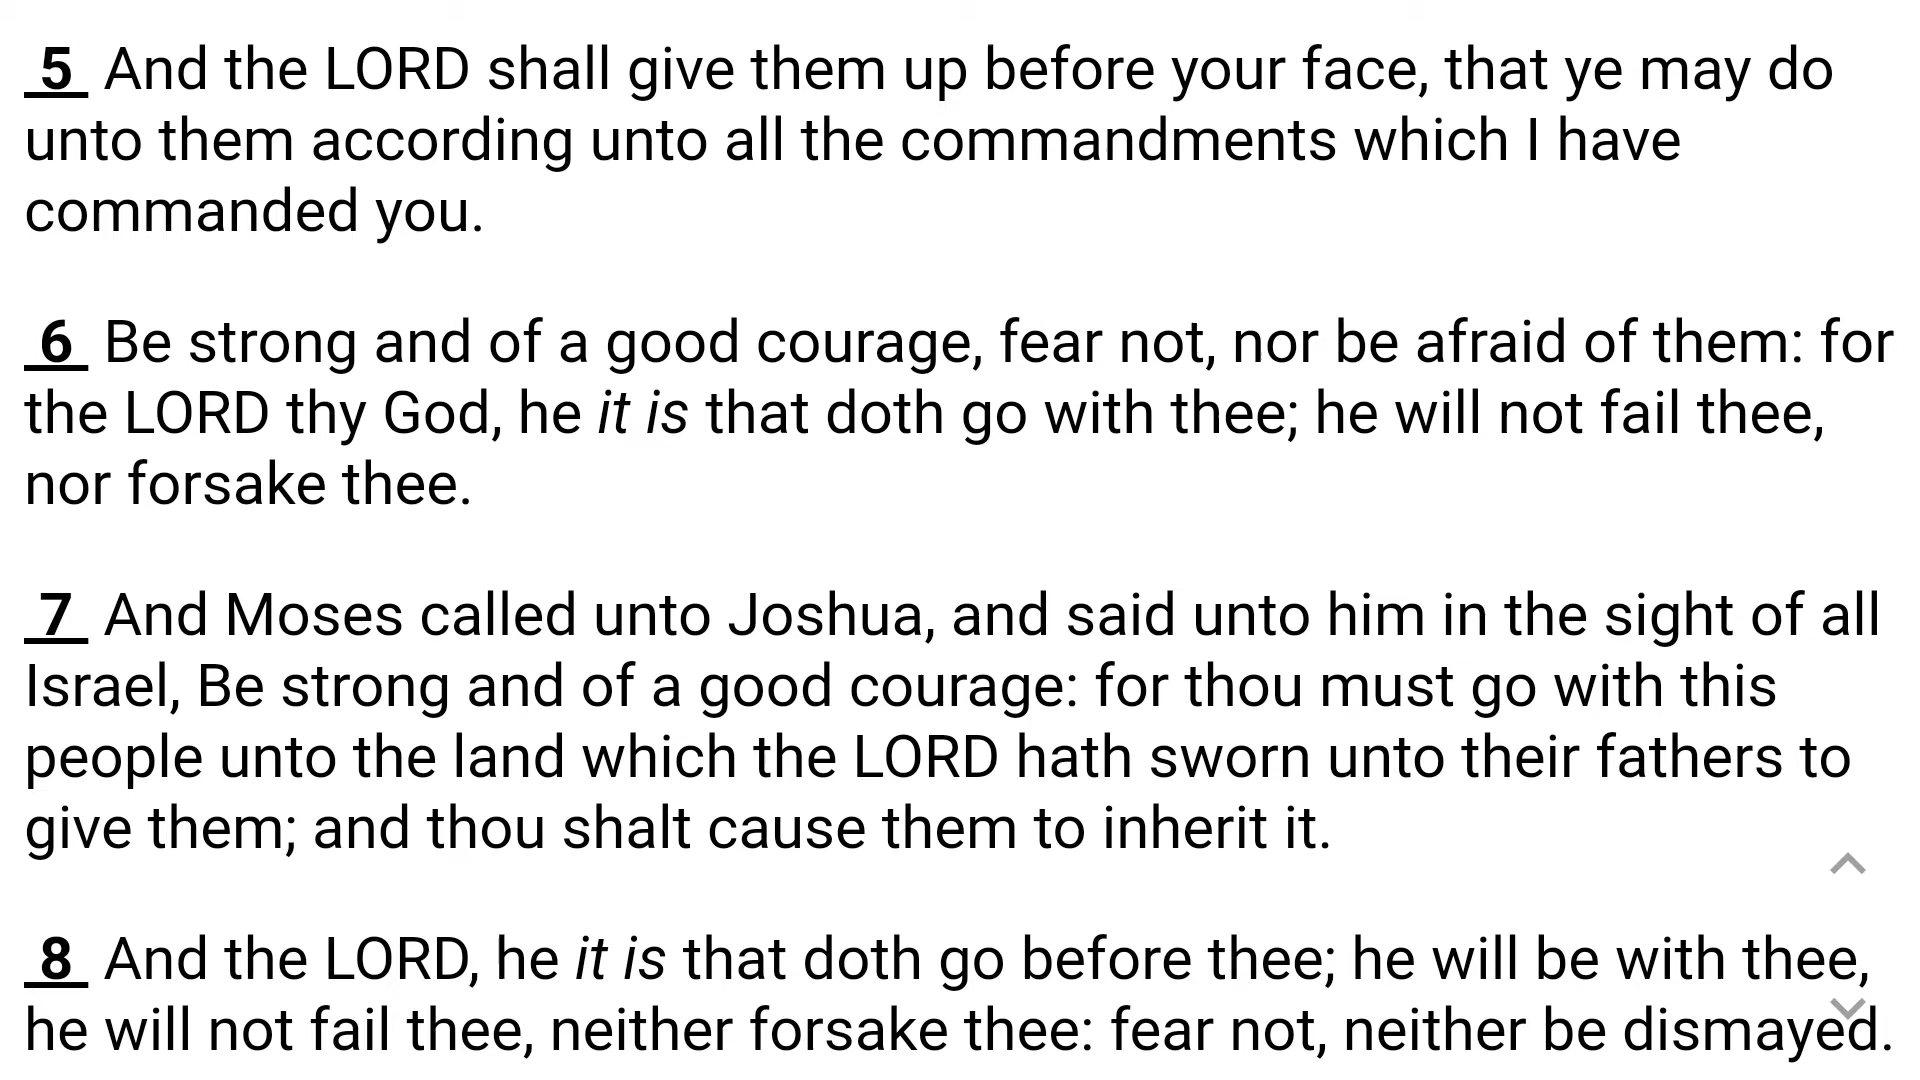 5 And the LORD shall give them up before your face, that ye may do
unto them according unto all the commandments which I have
commanded you.
6 Be strong and of a good courage, fear not, nor be afraid of them: for
the LORD thy God, he it is that doth go with thee; he will not fail thee,
nor forsake thee.
7 And Moses called unto Joshua, and said unto him in the sight of all
Israel, Be strong and of a good courage: for thou must go with this
people unto the land which the LORD hath sworn unto their fathers to
give them; and thou shalt cause them to inherit it.
8 And the LORD, he it is that doth go before thee; he will be with thee,
he will not fail thee, neither forsake thee: fear not, neither be dismayed.